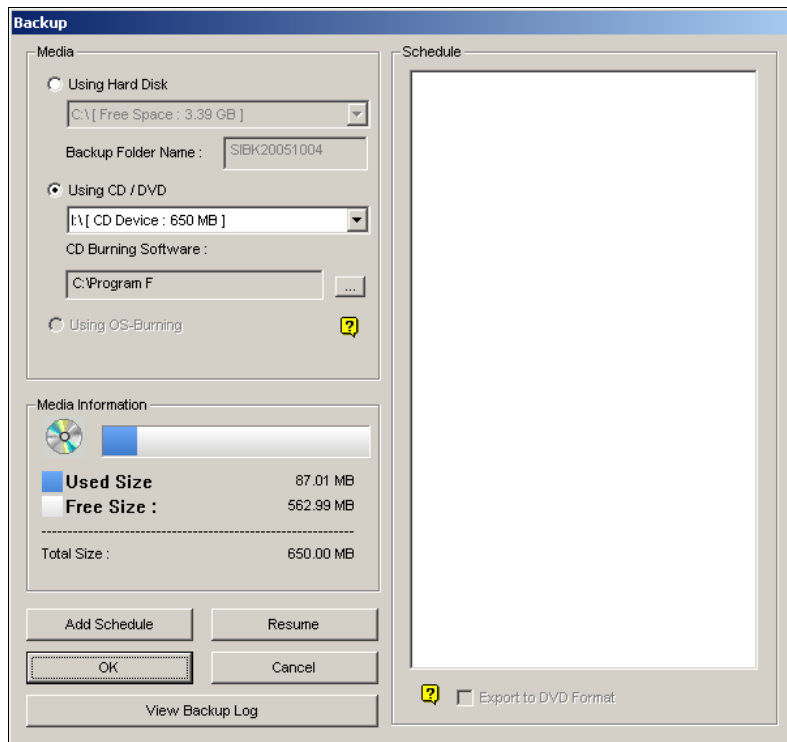 Backup
Media
Using Hard Disk
C:\ [ Free Space : 3.39 GB ]
Backup Folder Name :
SIBK20051004
Using CD / DVD
I:\ [ CD Device : 650 MB ]
CD Burning Software :
C:\Program F
...
Using OS-Burning
?
Media Information
Used Size
87.01 MB
Free Size :
562.99 MB
Total Size :
650.00 MB
Add Schedule
Resume
OK
Cancel
View Backup Log
Schedule
?
Export to DVD Format